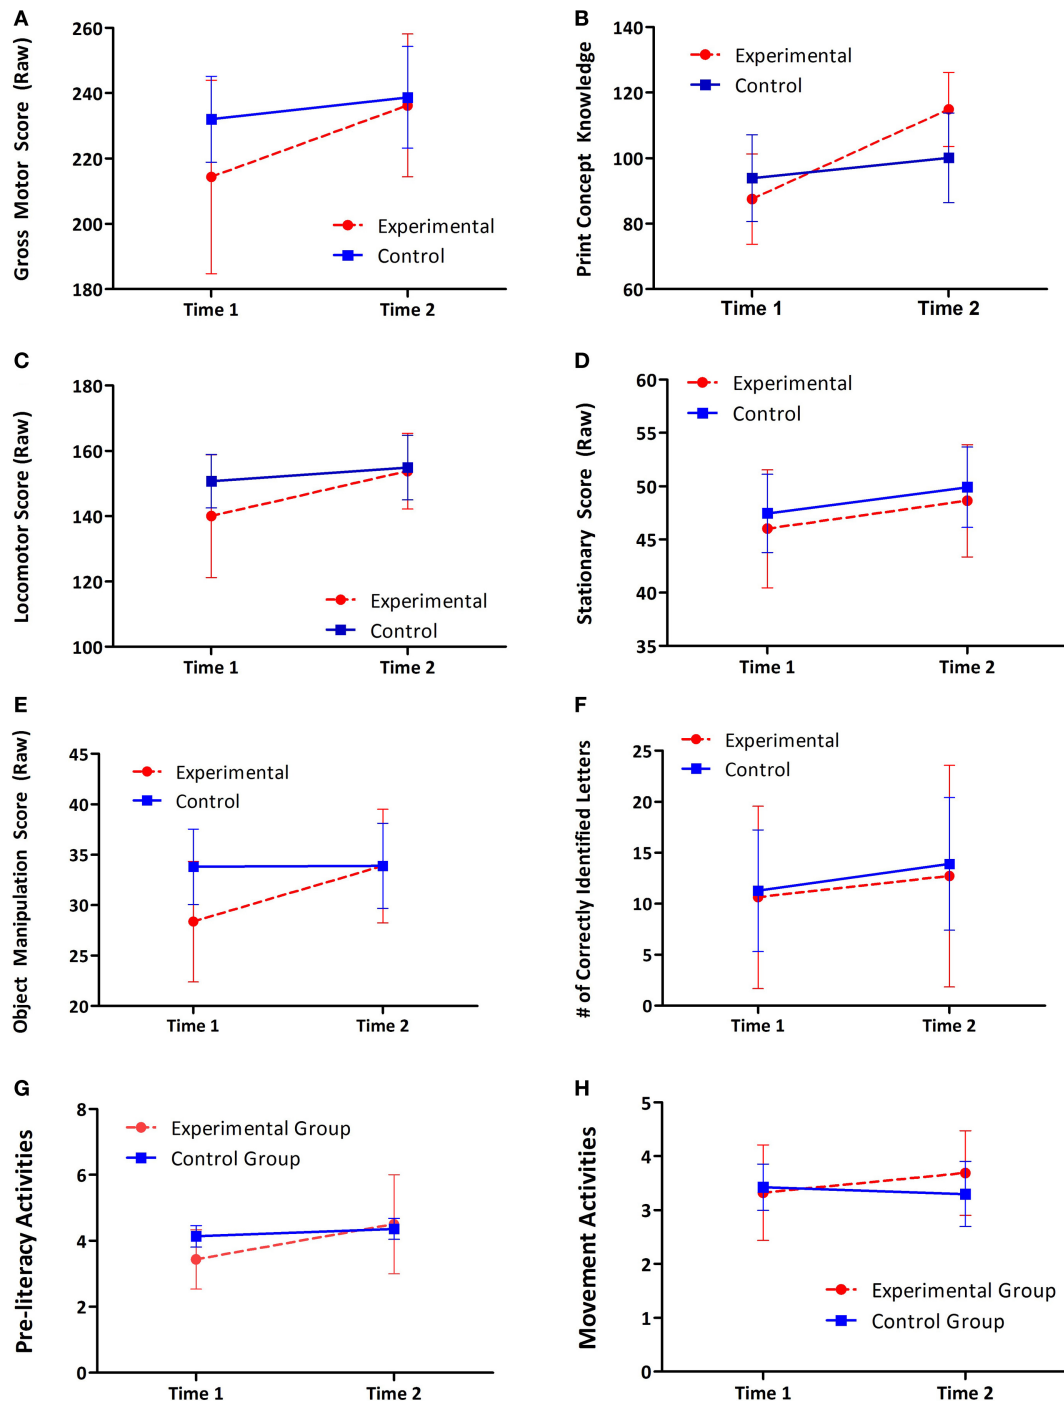 A
Gross Motor Score (Raw)
260
240
220
200
180
Experimental
Control
Time 1
Time 2
B
Print Concept Knowledge
140
120
100
80
60
Experimental
Control
Time 1
Time 2
C
Locomotor Score (Raw)
180
160
140
120
100
Experimental
Control
Time 1
Time 2
D
Stationary Score (Raw)
60
55
50
45
40
35
Experimental
Control
Time 1
Time 2
E
Object Manipulation Score (Raw)
45
40
35
30
25
20
Experimental
Control
Time 1
Time 2
F
# of Correctly Identified Letters
25
20
15
10
5
0
Experimental
Control
Time 1
Time 2
G
Pre-literacy Activities
8
6
4
2
0
Experimental Group
Control Group
Time 1
Time 2
H
Movement Activities
5
4
3
2
1
0
Experimental Group
Control Group
Time 1
Time 2